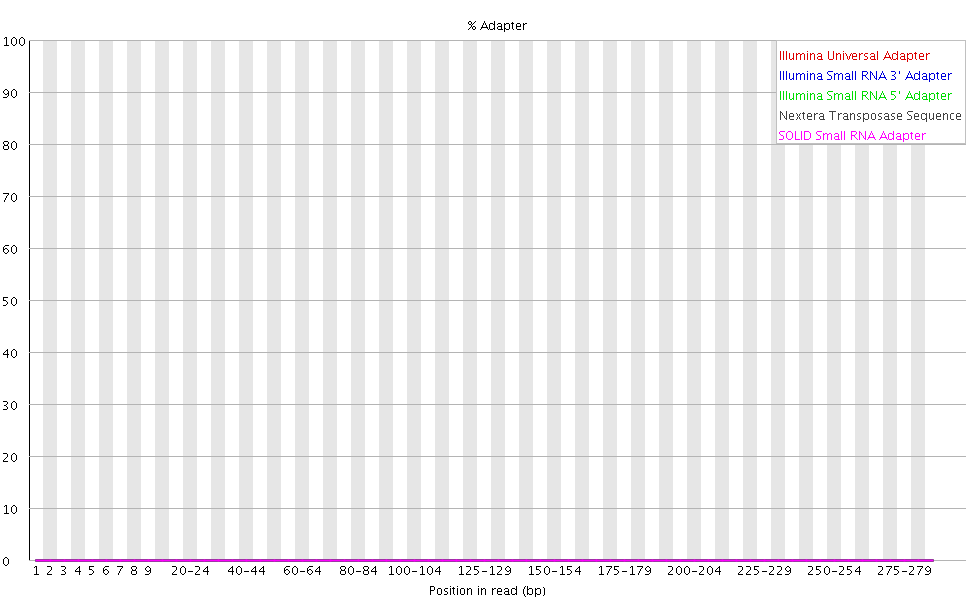 % Adapter
100
90
80
70
60
50
40
30
20
10
0
Illumina Universal Adapter
Illumina Small RNA 3' Adapter
Illumina Small RNA 5' Adapter
Nextera Transposase Sequence
SOLID Small RNA Adapter
1 2 3 4 5 6 7 8 9 20-24 40-44 60-64 80-84 100-104 125-129 150-154 175-179 200-204 225-229 250-254 275-279
Position in read (bp)